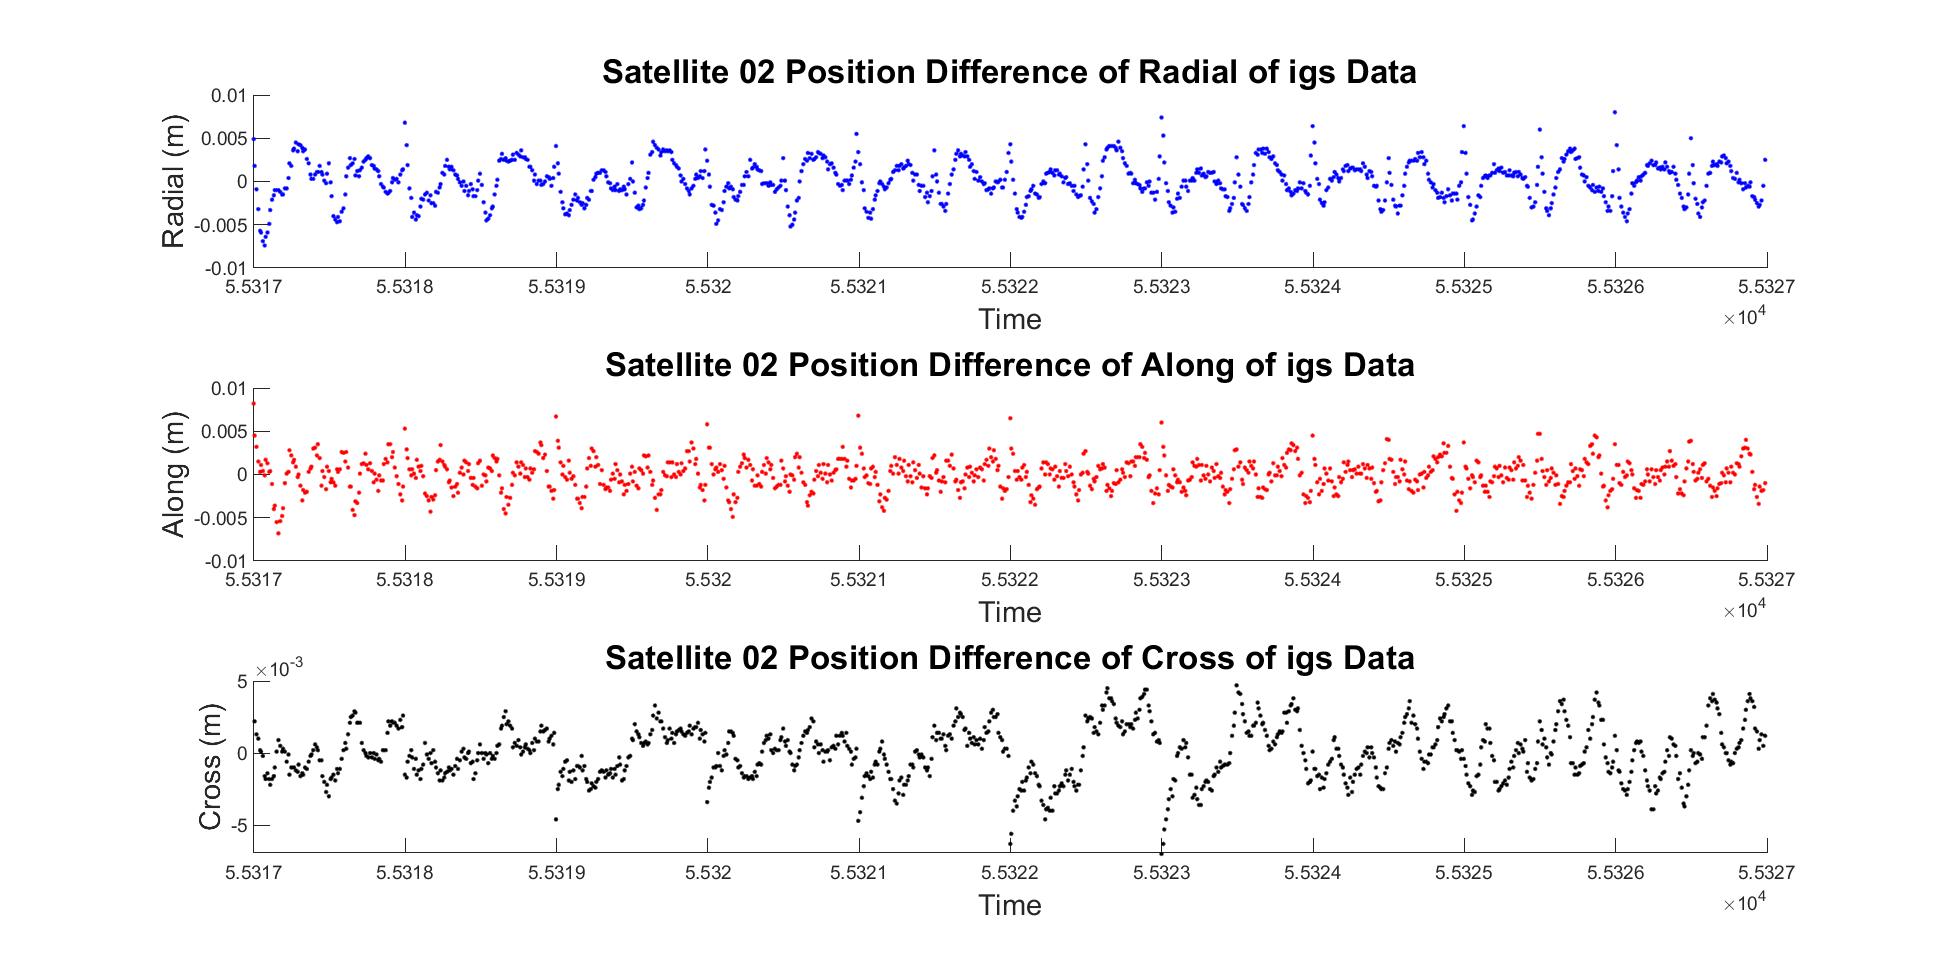 Satellite 02 Position Difference of Radial of igs Data
0.01
0.005
0
-0.005
-0.01
Radial (m)
5.5317 5.5318 5.5319 5.532 5.5321 5.5322 5.5323 5.5324 5.5325 5.5326 5.5327
Time
×10^4
Satellite 02 Position Difference of Along of igs Data
0.01
0.005
0
-0.005
-0.01
Along (m)
5.5317 5.5318 5.5319 5.532 5.5321 5.5322 5.5323 5.5324 5.5325 5.5326 5.5327
Time
×10^4
Satellite 02 Position Difference of Cross of igs Data
×10^-3
5
0
-5
Cross (m)
5.5317 5.5318 5.5319 5.532 5.5321 5.5322 5.5323 5.5324 5.5325 5.5326 5.5327
Time
×10^4